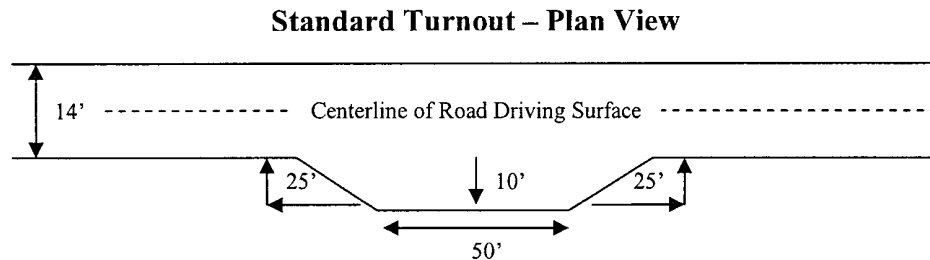 Standard Turnout – Plan View
14’
Centerline of Road Driving Surface
25’
10’
25’
50’